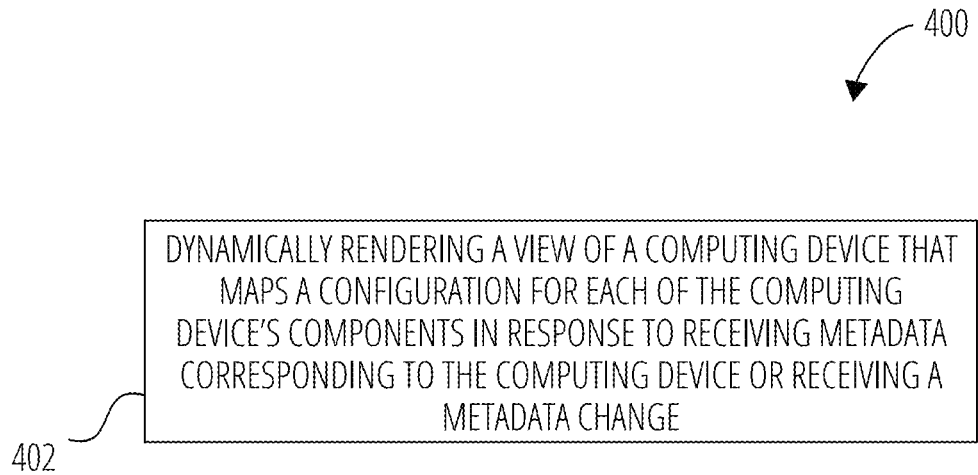 400
DYNAMICALLY RENDERING A VIEW OF A COMPUTING DEVICE THAT
MAPS A CONFIGURATION FOR EACH OF THE COMPUTING
DEVICE'S COMPONENTS IN RESPONSE TO RECEIVING METADATA
CORRESPONDING TO THE COMPUTING DEVICE OR RECEIVING A
METADATA CHANGE
402